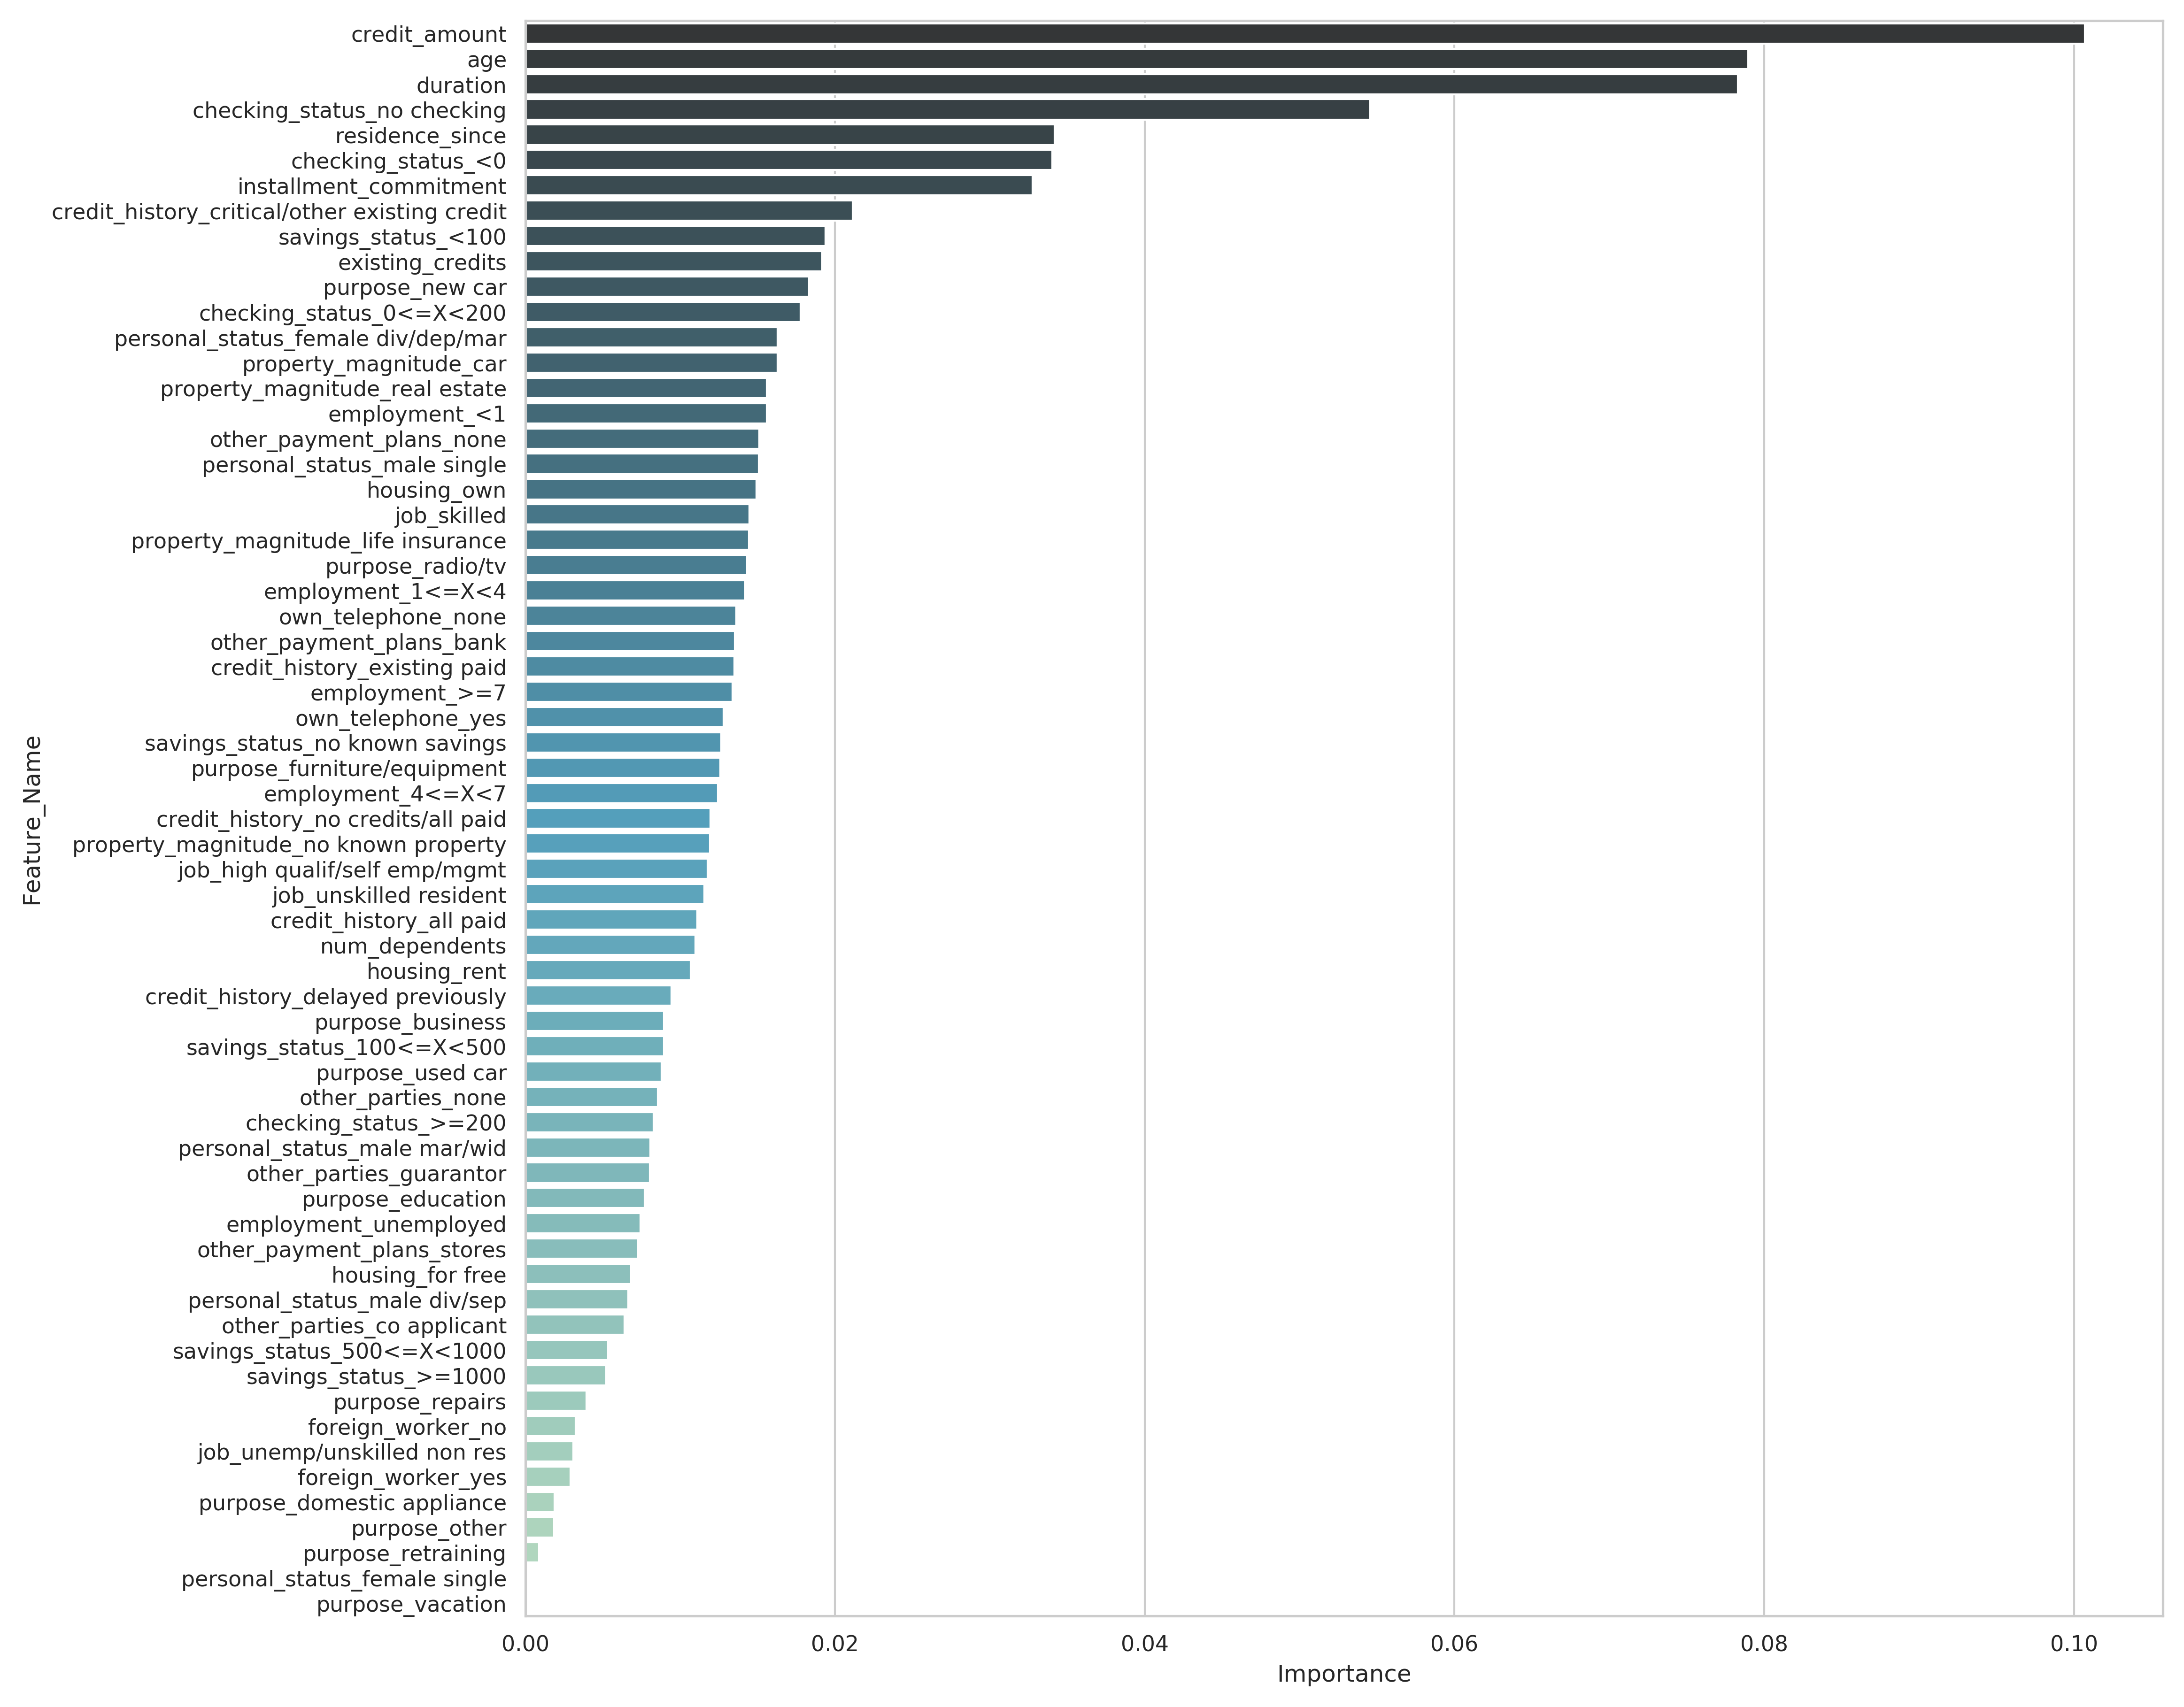 credit_amount
age
duration
checking_status_no checking
residence_since
checking_status_<0
installment_commitment
credit_history_critical/other existing credit
savings_status_<100
existing_credits
purpose_new car
checking_status_0<=X<200
personal_status_female div/dep/mar
property_magnitude_car
property_magnitude_real estate
employment_<1
other_payment_plans_none
personal_status_male single
housing_own
job_skilled
property_magnitude_life insurance
purpose_radio/tv
employment_1<=X<4
own_telephone_none
other_payment_plans_bank
credit_history_existing paid
employment_>=7
own_telephone_yes
savings_status_no known savings
purpose_furniture/equipment
employment_4<=X<7
credit_history_no credits/all paid
property_magnitude_no known property
job_high qualif/self emp/mgmt
job_unskilled resident
credit_history_all paid
num_dependents
housing_rent
credit_history_delayed previously
purpose_business
savings_status_100<=X<500
purpose_used car
other_parties_none
checking_status_>=200
personal_status_male mar/wid
other_parties_guarantor
purpose_education
employment_unemployed
other_payment_plans_stores
housing_for free
personal_status_male div/sep
other_parties_co applicant
savings_status_500<=X<1000
savings_status_>=1000
purpose_repairs
foreign_worker_no
job_unemp/unskilled non res
foreign_worker_yes
purpose_domestic appliance
purpose_other
purpose_retraining
personal_status_female single
purpose_vacation
Feature_Name
0.00 0.02 0.04 0.06 0.08 0.10
Importance